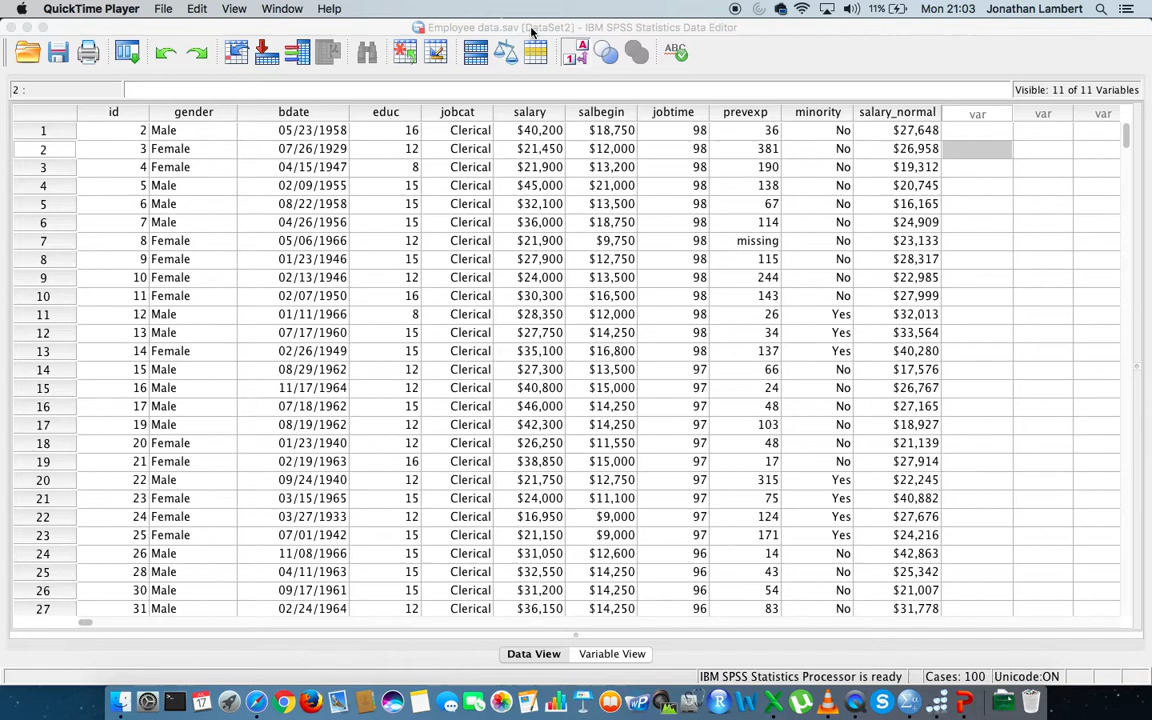 QuickTime Player File Edit View Window Help 11% Mon 21:03 Jonathan Lambert
Employee data.sav [DataSet2] - IBM SPSS Statistics Data Editor
2 : Visible: 11 of 11 Variables
id gender bdate educ jobcat salary salbegin jobtime prevexp minority salary_normal var var var
1 2 Male 05/23/1958 16 Clerical $40,200 $18,750 98 36 No $27,648
2 3 Female 07/26/1929 12 Clerical $21,450 $12,000 98 381 No $26,958
3 4 Female 04/15/1947 8 Clerical $21,900 $13,200 98 190 No $19,312
4 5 Male 02/09/1955 15 Clerical $45,000 $21,000 98 138 No $20,745
5 6 Male 08/22/1958 15 Clerical $32,100 $13,500 98 67 No $16,165
6 7 Male 04/26/1956 15 Clerical $36,000 $18,750 98 114 No $24,909
7 8 Female 05/06/1966 12 Clerical $21,900 $9,750 98 missing No $23,133
8 9 Female 01/23/1946 15 Clerical $27,900 $12,750 98 115 No $28,317
9 10 Female 02/13/1946 12 Clerical $24,000 $13,500 98 244 No $22,985
10 11 Female 02/07/1950 16 Clerical $30,300 $16,500 98 143 No $27,999
11 12 Male 01/11/1966 8 Clerical $28,350 $12,000 98 26 Yes $32,013
12 13 Male 07/17/1960 15 Clerical $27,750 $14,250 98 34 Yes $33,564
13 14 Female 02/26/1949 15 Clerical $35,100 $16,800 98 137 Yes $40,280
14 15 Male 08/29/1962 12 Clerical $27,300 $13,500 97 66 No $17,576
15 16 Male 11/17/1964 12 Clerical $40,800 $15,000 97 24 No $26,767
16 17 Male 07/18/1962 15 Clerical $46,000 $14,250 97 48 No $27,165
17 19 Male 08/19/1962 12 Clerical $42,300 $14,250 97 103 No $18,927
18 20 Female 01/23/1940 12 Clerical $26,250 $11,550 97 48 No $21,139
19 21 Female 02/19/1963 16 Clerical $38,850 $15,000 97 17 No $27,914
20 22 Male 09/24/1940 12 Clerical $21,750 $12,750 97 315 Yes $22,245
21 23 Female 03/15/1965 15 Clerical $24,000 $11,100 97 75 Yes $40,882
22 24 Female 03/27/1933 12 Clerical $16,950 $9,000 97 124 Yes $27,676
23 25 Female 07/01/1942 15 Clerical $21,150 $9,000 97 171 Yes $24,216
24 26 Male 11/08/1966 15 Clerical $31,050 $12,600 96 14 No $42,863
25 28 Male 04/11/1963 15 Clerical $32,550 $14,250 96 43 No $25,342
26 30 Male 09/17/1961 15 Clerical $31,200 $14,250 96 54 No $21,007
27 31 Male 02/24/1964 12 Clerical $36,150 $14,250 96 83 No $31,778
Data View Variable View
IBM SPSS Statistics Processor is ready Cases: 100 Unicode:ON